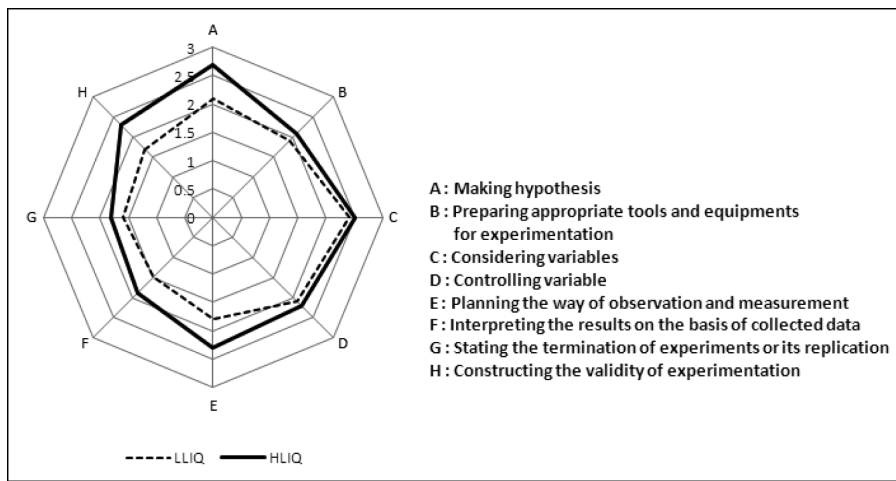 A
3
H
2.5
B
2
1.5
1
0.5
G
0
C
F
D
E
LLIQ HLIQ
A : Making hypothesis
B : Preparing appropriate tools and equipments
for experimentation
C : Considering variables
D : Controlling variable
E : Planning the way of observation and measurement
F : Interpreting the results on the basis of collected data
G : Stating the termination of experiments or its replication
H : Constructing the validity of experimentation